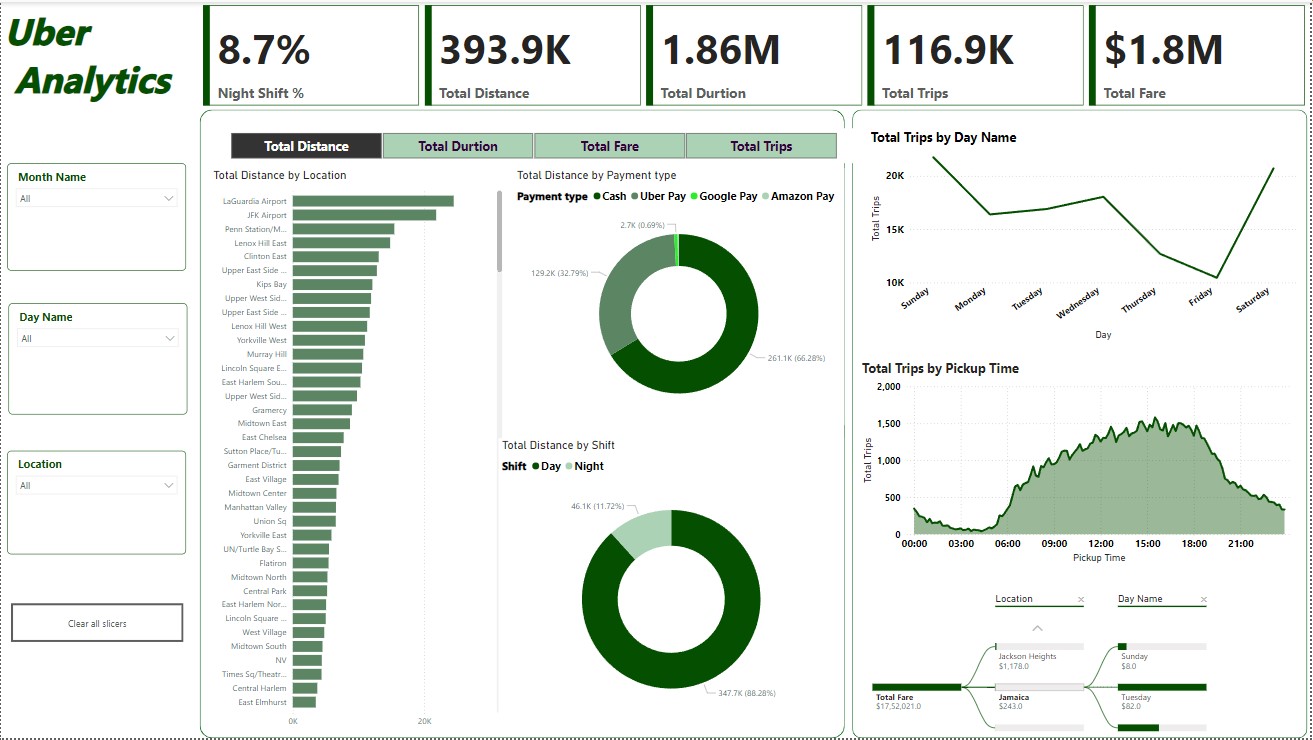 Uber
Analytics
8.7%
Night Shift %
393.9K
Total Distance
1.86M
Total Durtion
116.9K
Total Trips
$1.8M
Total Fare
Month Name
All
Day Name
All
Location
All
Clear all slicers
Total Distance
Total Durtion
Total Fare
Total Trips
Total Distance by Location
LaGuardia Airport
JFK Airport
Penn Station/M...
Lenox Hill East
Clinton East
Upper East Side ...
Kips Bay
Upper West Sid...
Upper East Side ...
Lenox Hill West
Yorkville West
Murray Hill
Lincoln Square E...
East Harlem Sou...
Upper West Sid...
Gramercy
Midtown East
East Chelsea
Sutton Place/Tu...
Garment District
East Village
Midtown Center
Manhattan Valley
Union Sq
Yorkville East
UN/Turtle Bay S...
Flatiron
Midtown North
Central Park
East Harlem Nor...
Lincoln Square ...
West Village
Midtown South
NV
Times Sq/Theatr...
Central Harlem
East Elmhurst
0K 20K
Total Distance by Payment type
Payment type Cash Uber Pay Google Pay Amazon Pay
2.7K (0.69%)
129.2K (32.79%)
261.1K (66.28%)
Total Distance by Shift
Shift Day Night
46.1K (11.72%)
347.7K (88.28%)
Total Trips by Day Name
Total Trips
20K
15K
10K
Sunday Monday Tuesday Wednesday Thursday Friday Saturday
Day
Total Trips by Pickup Time
Total Trips
2,000
1,500
1,000
500
0
00:00 03:00 06:00 09:00 12:00 15:00 18:00 21:00
Pickup Time
Location
Day Name
Total Fare
$17,52,021.0
Jackson Heights
$1,178.0
Jamaica
$243.0
Sunday
$8.0
Tuesday
$82.0